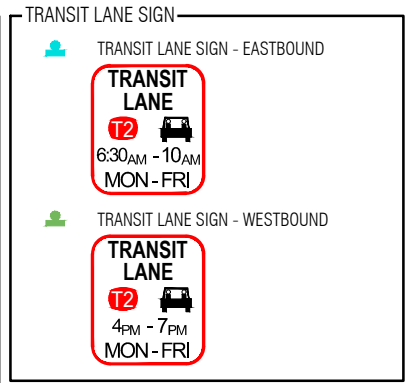 TRANSIT LANE SIGN
TRANSIT LANE SIGN - EASTBOUND
TRANSIT
LANE
T2
6:30AM - 10AM
MON - FRI
TRANSIT LANE SIGN - WESTBOUND
TRANSIT
LANE
T2
4PM - 7PM
MON - FRI